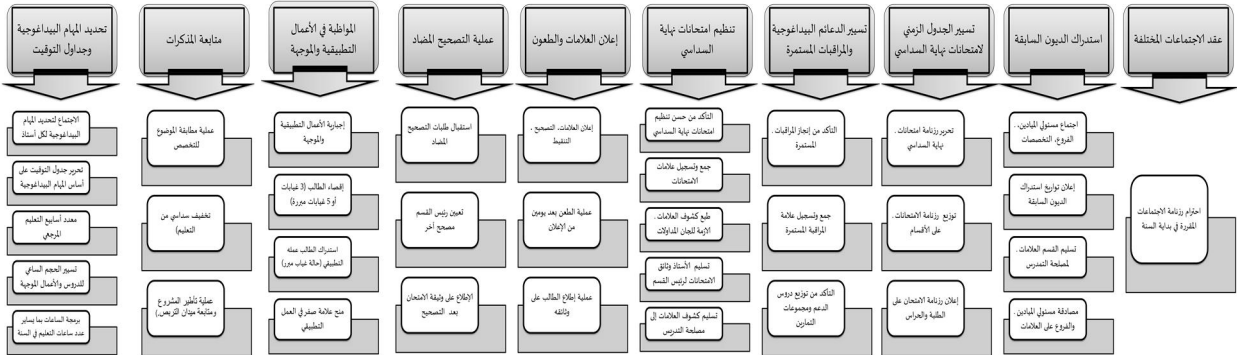 عقد الاجتماعات المختلفة
احترام رزنامة الاجتماعات
المقررة في بداية السنة
استدراك الديون السابقة
اجتماع مسئولي الميادين، .
الفروع، التخصصات
إعلان تواريخ استدراك
الديون السابقة
تسليم القسم العلامات .
لمصلحة التمدرس
مصادقة مسئولي الميادين .
والفروع على العلامات
تسيير الجدول الزمني
لامتحانات نهاية السداسي
تحرير رزنامة امتحانات .
نهاية السداسي
توزيع رزنامة الامتحانات .
على الأقسام
إعلان رزنامة الامتحان على
الطلبة والحراس
تسيير الدعائم البيداغوجية
والمراقبات المستمرة
التأكد من إنجاز المراقبات .
المستمرة
جمع وتسجيل علامة
المراقبة المستمرة
التأكد من توزيع دروس
الدعم ومجموعات
التمارين
تنظيم امتحانات نهاية
السداسي
التأكد من حسن تنظيم
امتحانات نهاية السداسي
جمع وتسجيل علامات
الامتحانات
طبع كشوف العلامات .
الازمة للجان المداولات
تسليم الأستاذ وثائق
الامتحانات لرئيس القسم
تسليم كشوف العلامات إلى
مصلحة التدريس
إعلان العلامات والطعون
إعلان العلامات، التصحيح ،
التنقيط
عملية الطعن بعد يومين
من الإعلان
عملية إطلاع الطالب على
وثائقه
عملية التصحيح المضاد
استقبال طلبات التصحيح
المضاد
تعيين رئيس القسم
مصحح آخر
الإطلاع على وثيقة الامتحان
بعد التصحيح
المواظبة في الأعمال
التطبيقية والموجهة
إجبارية الأعمال التطبيقية
والموجهة
إقصاء الطالب (3 غيابات
أو 5 غيابات مبررة)
استدراك الطالب عمله
التطبيقي (حالة غياب مبرر)
منح علامة صفر في العمل
التطبيقي
متابعة المذكرات
عملية مطابقة الموضوع
للتخصص
تخفيف سداسي من
التعليم)
عملية تأطير المشروع
ومتابعة ميدان التربص,)
تحديد المهام البيداغوجية
وجداول التوقيت
الاجتماع لتحديد المهام
البيداغوجية لكل أستاذ
تحرير جدول التوقيت على
أساس المهام البيداغوجية
معدد أسابيع التعليم
المرجعي
تسيير الحجم الساعي
للدروس والأعمال الموجهة
برمجة الساعات بما يساير
عدد ساعات التعليم في السنة